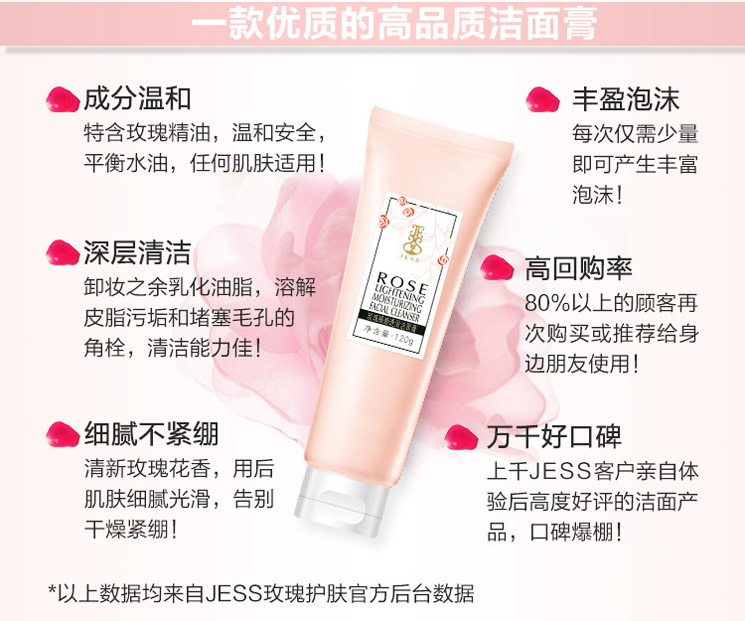 一款优质的高品质洁面膏
成分温和
特含玫瑰精油，温和安全，
平衡水油，任何肌肤适用！
深层清洁
卸妆之余乳化油脂，溶解
皮脂污垢和堵塞毛孔的
角栓，清洁能力佳！
细腻不紧绷
清新玫瑰花香，用后
肌肤细腻光滑，告别
干燥紧绷！
JESS
ROSE
LIGHTENING
MOISTURIZING
FACIAL CLEANSER
净含量·120g
丰盈泡沫
每次仅需少量
即可产生丰富
泡沫！
高回购率
80%以上的顾客再
次购买或推荐给身
边朋友使用！
万千好口碑
上千JESS客户亲自体
验后高度好评的洁面产
品，口碑爆棚！
*以上数据均来自JESS玫瑰护肤官方后台数据